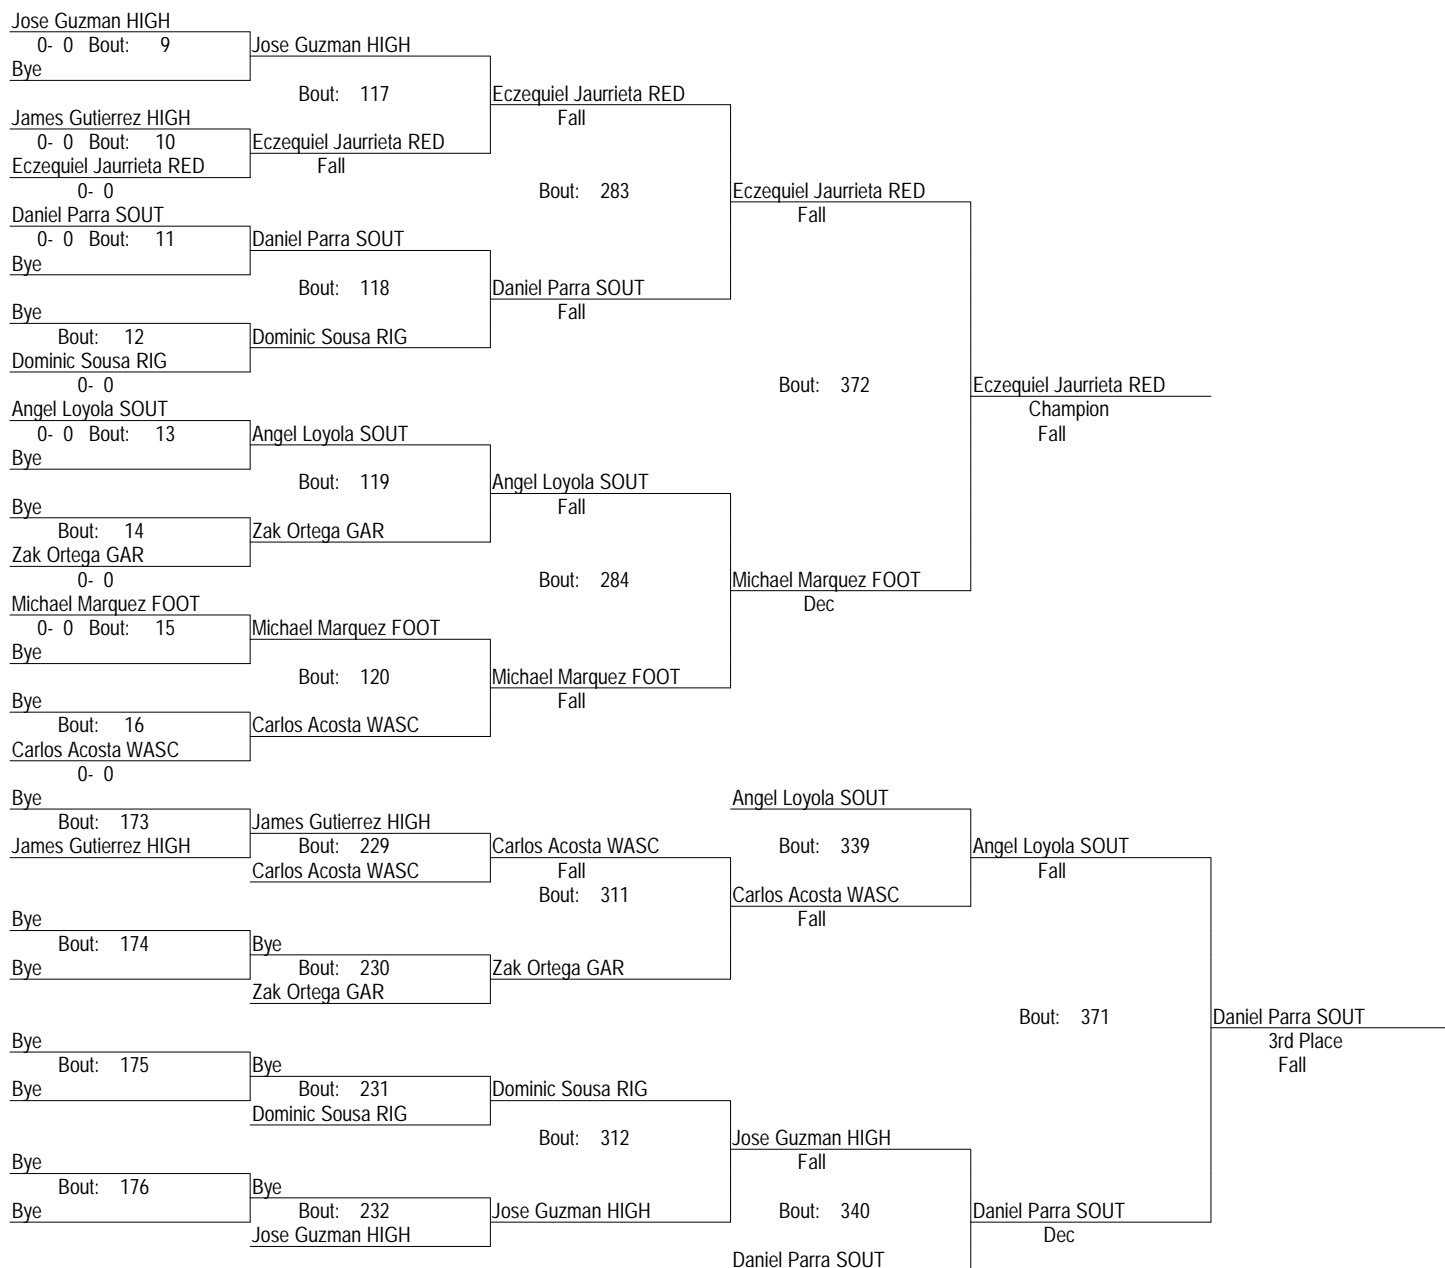 Jose Guzman HIGH
0- 0 Bout: 9
Bye
Jose Guzman HIGH
Bout: 117
James Gutierrez HIGH
0- 0 Bout: 10
Eczequiel Jaurrieta RED
0- 0
Eczequiel Jaurrieta RED
Fall
Eczequiel Jaurrieta RED
Fall
Bout: 283
Daniel Parra SOUT
0- 0 Bout: 11
Bye
Daniel Parra SOUT
Bout: 118
Bye
Bout: 12
Dominic Sousa RIG
0- 0
Dominic Sousa RIG
Daniel Parra SOUT
Fall
Eczequiel Jaurrieta RED
Fall
Bout: 372
Angel Loyola SOUT
0- 0 Bout: 13
Bye
Angel Loyola SOUT
Bout: 119
Bye
Bout: 14
Zak Ortega GAR
0- 0
Zak Ortega GAR
Angel Loyola SOUT
Fall
Bout: 284
Michael Marquez FOOT
0- 0 Bout: 15
Bye
Michael Marquez FOOT
Bout: 120
Bye
Bout: 16
Carlos Acosta WASC
0- 0
Carlos Acosta WASC
Michael Marquez FOOT
Fall
Michael Marquez FOOT
Dec
Eczequiel Jaurrieta RED
Champion
Fall
Bye
Bout: 173
James Gutierrez HIGH
James Gutierrez HIGH
Bout: 229
Carlos Acosta WASC
Carlos Acosta WASC
Fall
Bout: 311
Bye
Bout: 174
Bye
Bye
Bout: 230
Zak Ortega GAR
Zak Ortega GAR
Angel Loyola SOUT
Bout: 339
Carlos Acosta WASC
Fall
Angel Loyola SOUT
Fall
Bout: 371
Bye
Bout: 175
Bye
Bye
Bout: 231
Dominic Sousa RIG
Dominic Sousa RIG
Bout: 312
Bye
Bout: 176
Bye
Bye
Bout: 232
Jose Guzman HIGH
Jose Guzman HIGH
Jose Guzman HIGH
Fall
Bout: 340
Daniel Parra SOUT
Daniel Parra SOUT
Dec
Daniel Parra SOUT
3rd Place
Fall